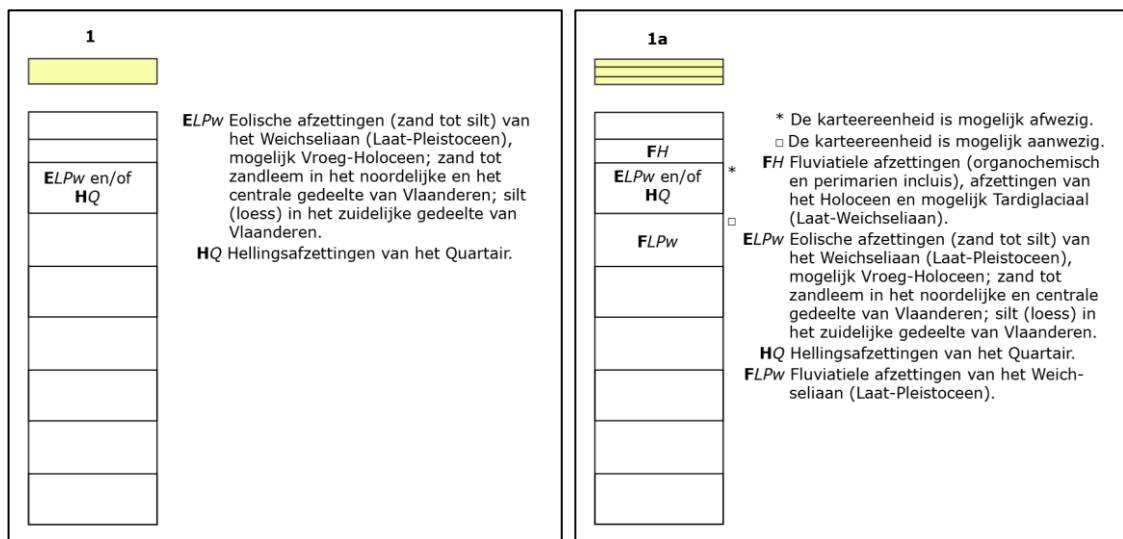 1
ELPw Eolische afzettingen (zand tot silt) van
het Weichseliaan (Laat-Pleistoceen),
mogelijk Vroeg-Holoceen; zand tot
zandleem in het noordelijke en het
centrale gedeelte van Vlaanderen; silt
(loess) in het zuidelijke gedeelte van
Vlaanderen.
HQ Hellingsafzettingen van het Quartair.
ELPw en/of
HQ
1a
* De karteereenheid is mogelijk afwezig.
□ De karteereenheid is mogelijk aanwezig.
FH Fluviatiele afzettingen (organochemisch
en perimarien incluis), afzettingen van
het Holoceen en mogelijk Tardiglaciaal
(Laat-Weichseliaan).
ELPw Eolische afzettingen (zand tot silt) van
het Weichseliaan (Laat-Pleistoceen),
mogelijk Vroeg-Holoceen; zand tot
zandleem in het noordelijke en centrale
gedeelte van Vlaanderen; silt (loess) in
het zuidelijke gedeelte van Vlaanderen.
HQ Hellingsafzettingen van het Quartair.
FLPw Fluviatiele afzettingen van het Weich-
seliaan (Laat-Pleistoceen).
FH
ELPw en/of *
HQ
□
FLPw